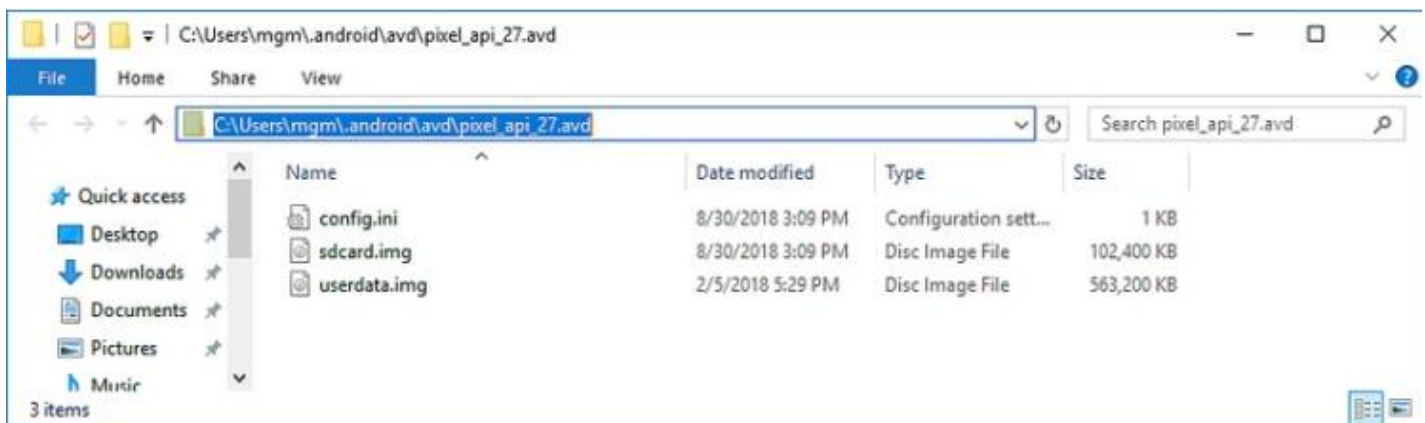 C:\Users\mgm\.android\avd\pixel_api_27.avd
File Home Share View
C:\Users\mgm\.android\avd\pixel_api_27.avd Search pixel_api_27.avd
Name Date modified Type Size
Quick access
config.ini 8/30/2018 3:09 PM Configuration sett... 1 KB
Desktop
sdcard.img 8/30/2018 3:09 PM Disc Image File 102,400 KB
Downloads
userdata.img 2/5/2018 5:29 PM Disc Image File 563,200 KB
Documents
Pictures
Music
3 items